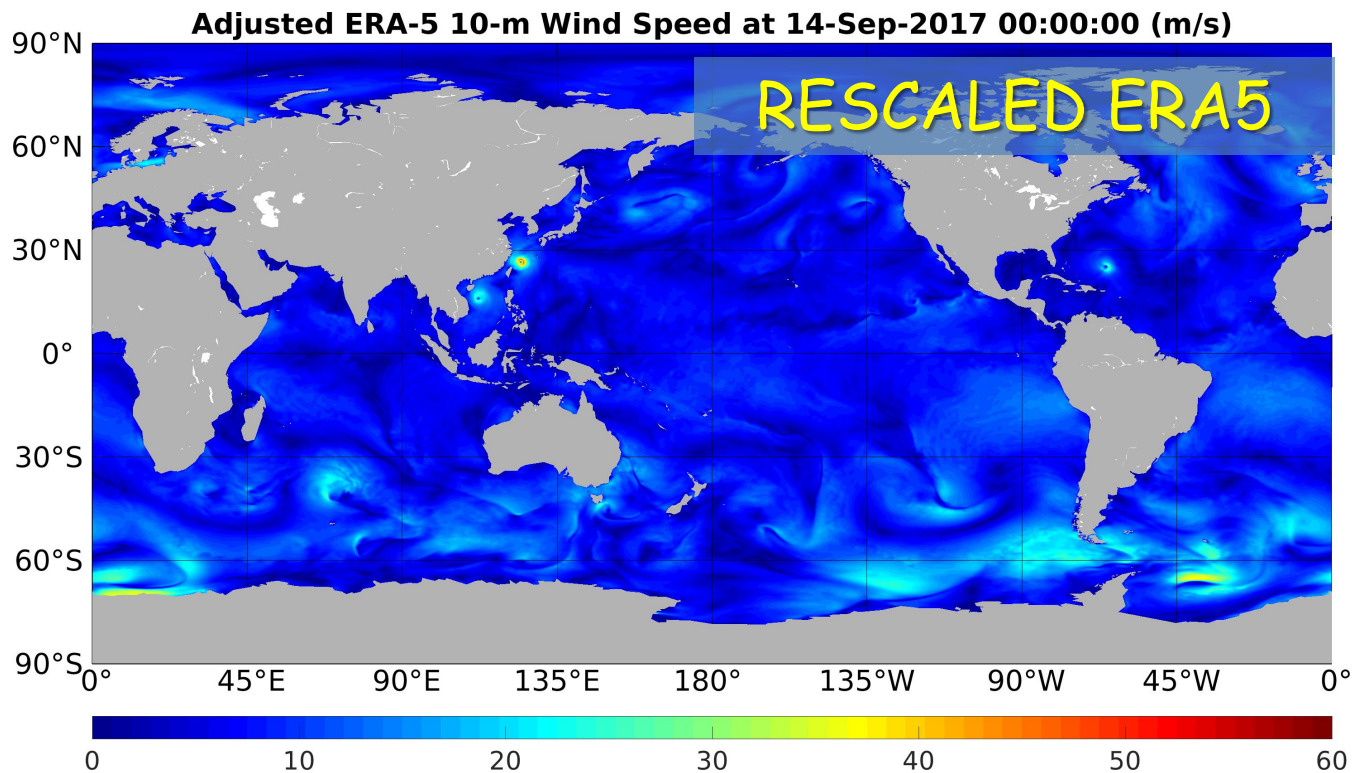 Adjusted ERA-5 10-m Wind Speed at 14-Sep-2017 00:00:00 (m/s)
RESCALED ERA5
90°N
60°N
30°N
0°
30°S
60°S
90°S
0° 45°E 90°E 135°E 180° 135°W 90°W 45°W 0°
0 10 20 30 40 50 60